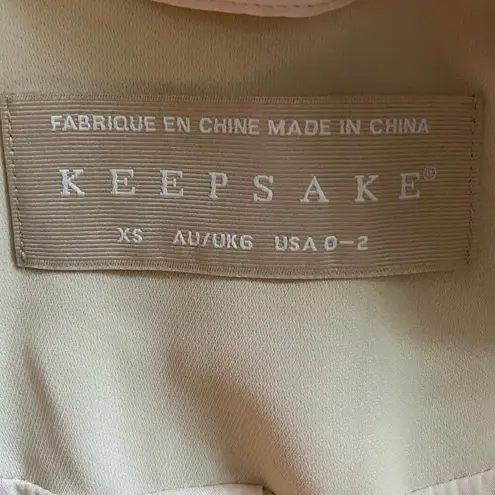 FABRIQUE EN CHINE MADE IN CHINA
KEEPSAKE®
XS AU/UK6 USA 0-2